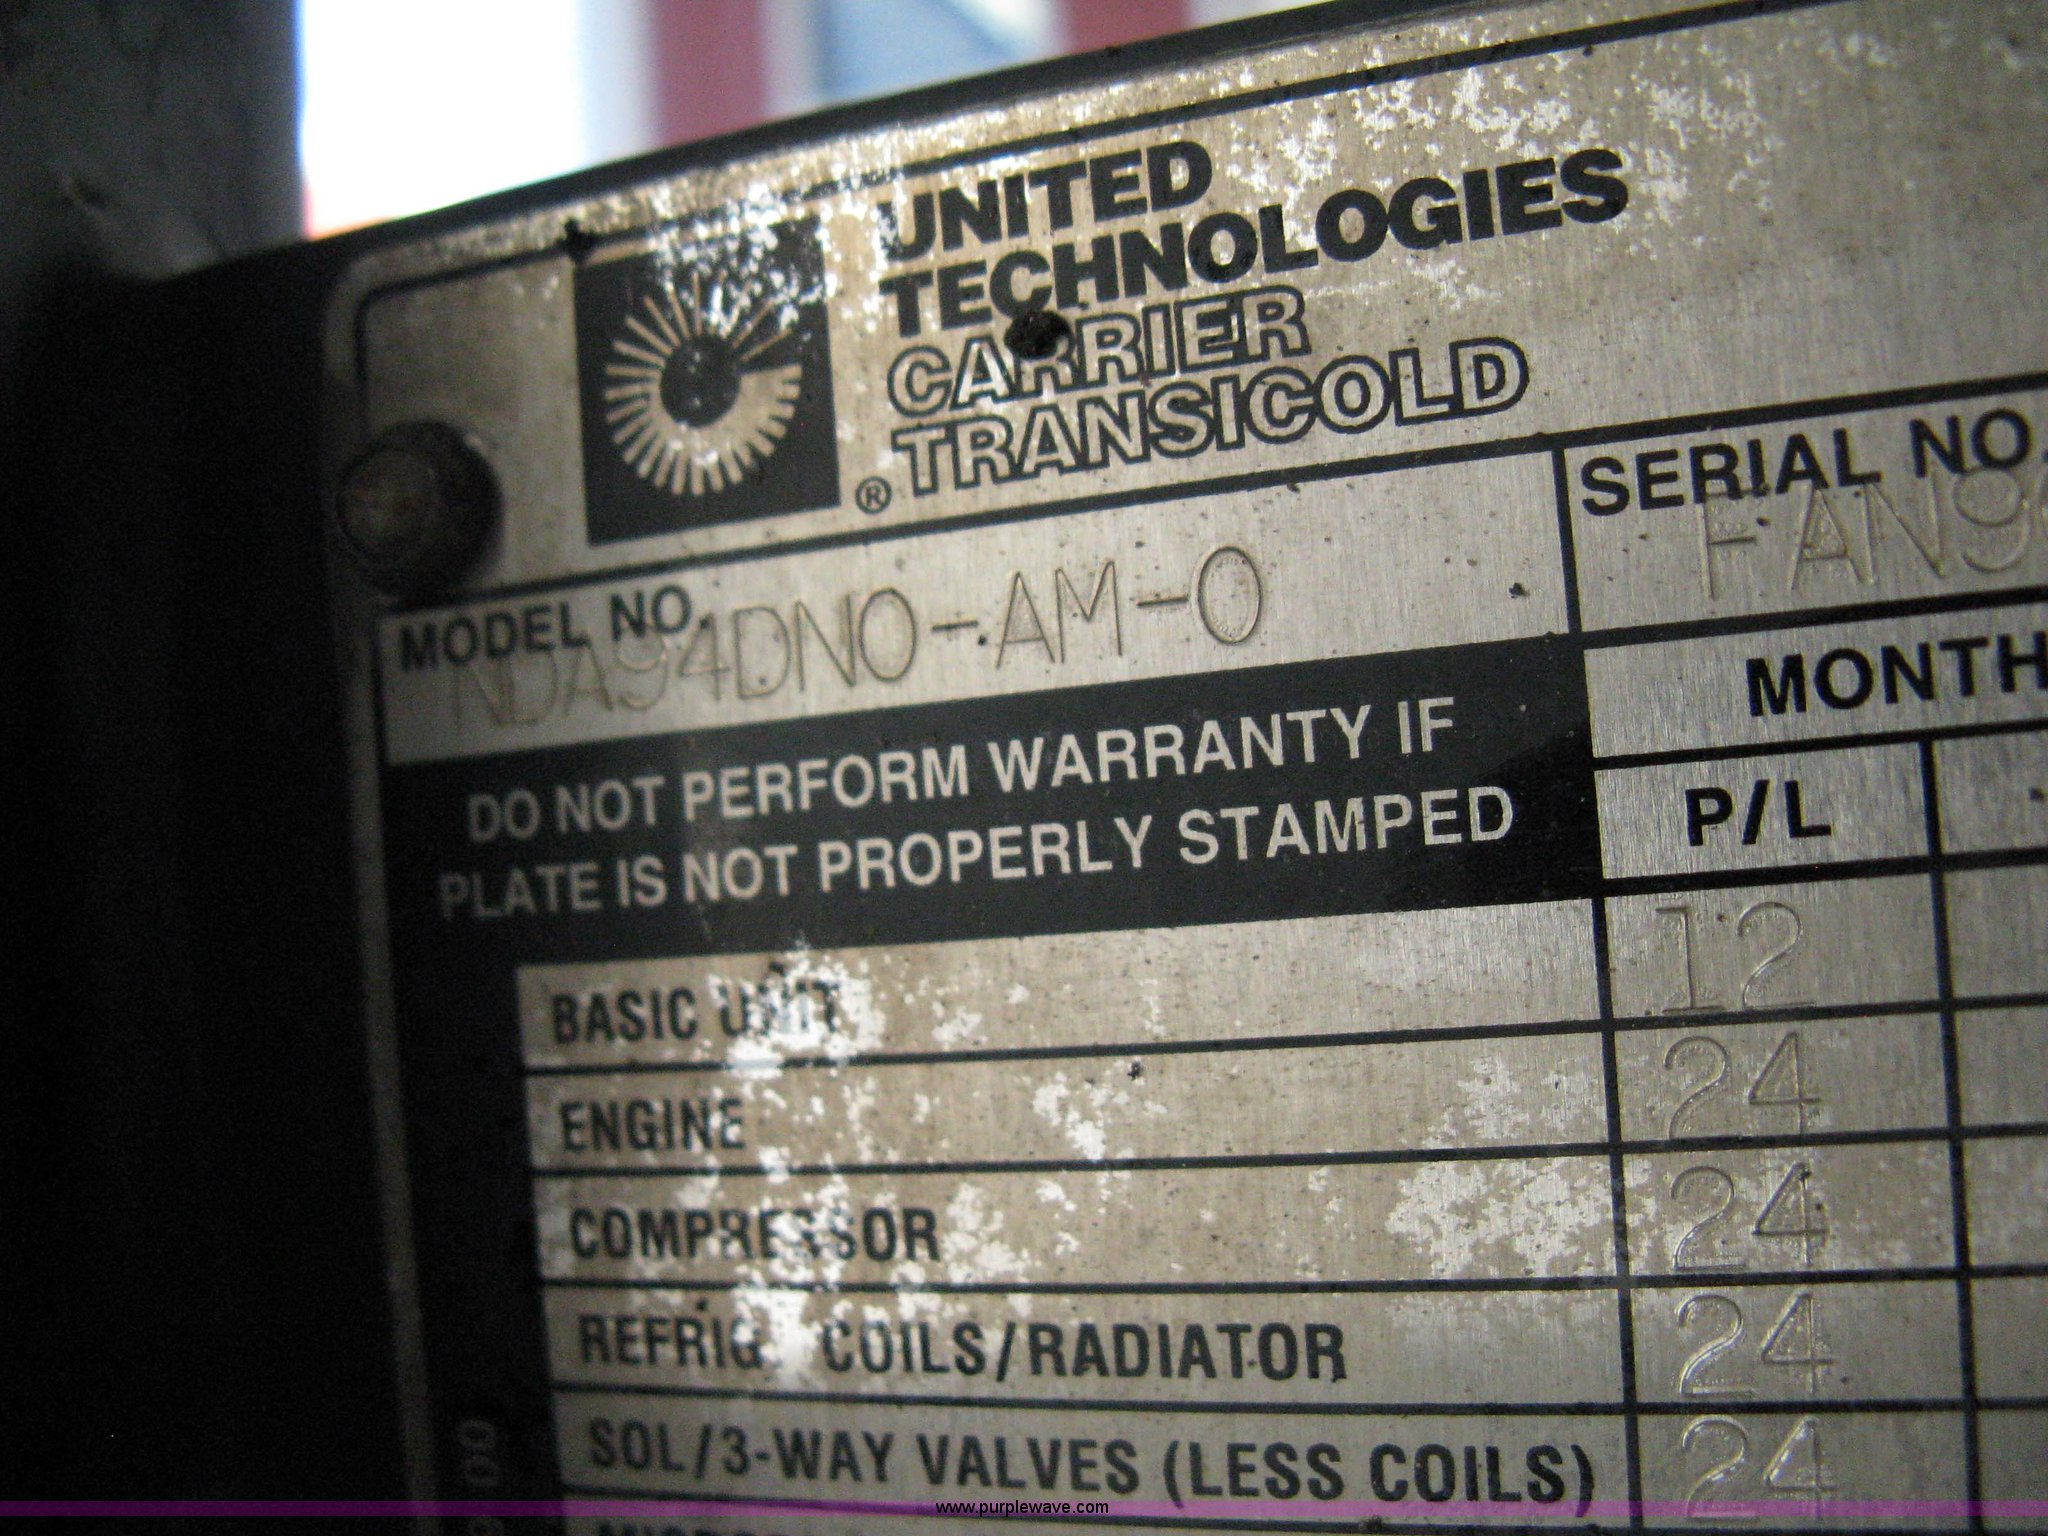 UNITED
TECHNOLOGIES
CARRIER
TRANSICOLD
®
MODEL NO.
NDA94DN0-AM-0
SERIAL NO.
FAN9
DO NOT PERFORM WARRANTY IF
PLATE IS NOT PROPERLY STAMPED
MONTH
P/L
BASIC UNIT 12
ENGINE 24
COMPRESSOR 24
REFRIG. COILS/RADIATOR 24
SOL/3-WAY VALVES (LESS COILS) 24
www.purplewave.com